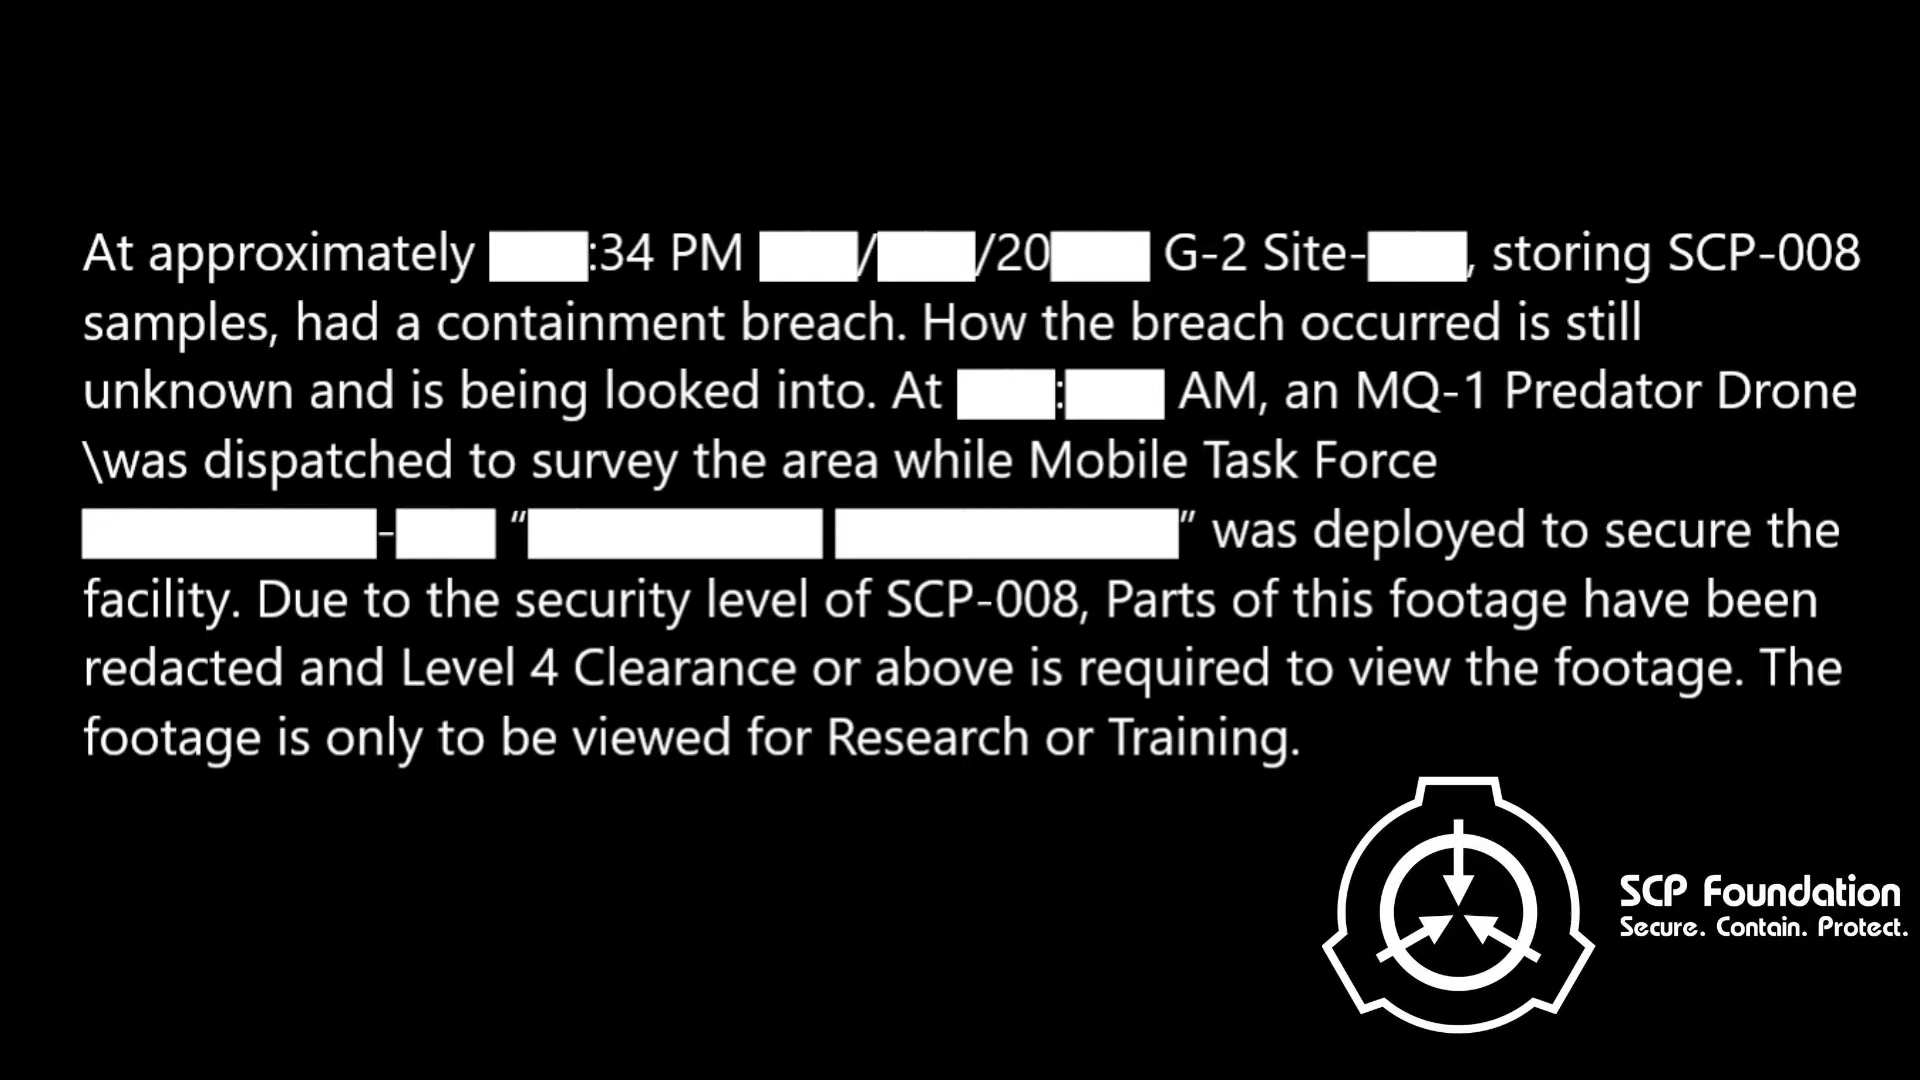 At approximately :34 PM / /20 G-2 Site- , storing SCP-008
samples, had a containment breach. How the breach occurred is still
unknown and is being looked into. At : AM, an MQ-1 Predator Drone
\was dispatched to survey the area while Mobile Task Force
- “ ” was deployed to secure the
facility. Due to the security level of SCP-008, Parts of this footage have been
redacted and Level 4 Clearance or above is required to view the footage. The
footage is only to be viewed for Research or Training.
SCP Foundation
Secure. Contain. Protect.